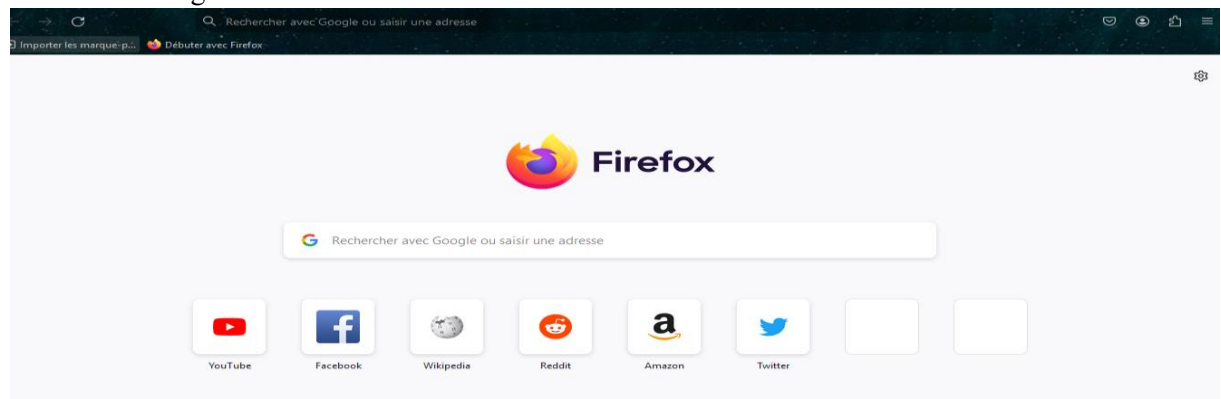 Rechercher avec Google ou saisir une adresse
Importer les marque-p... Débuter avec Firefox
Firefox
Rechercher avec Google ou saisir une adresse
YouTube Facebook Wikipedia Reddit Amazon Twitter